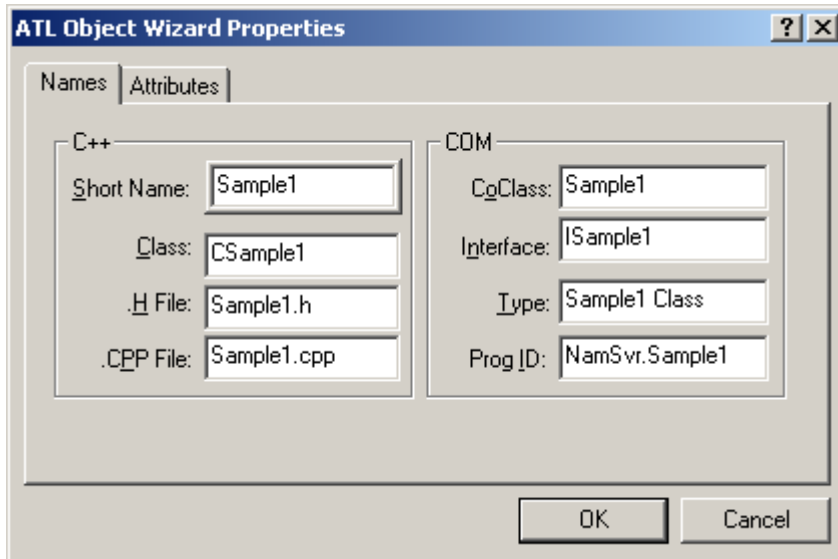 ATL Object Wizard Properties
Names Attributes
C++
Short Name: Sample1
Class: CSample1
.H File: Sample1.h
.CPP File: Sample1.cpp
COM
CoClass: Sample1
Interface: ISample1
Type: Sample1 Class
Prog ID: NamSvr.Sample1
OK Cancel